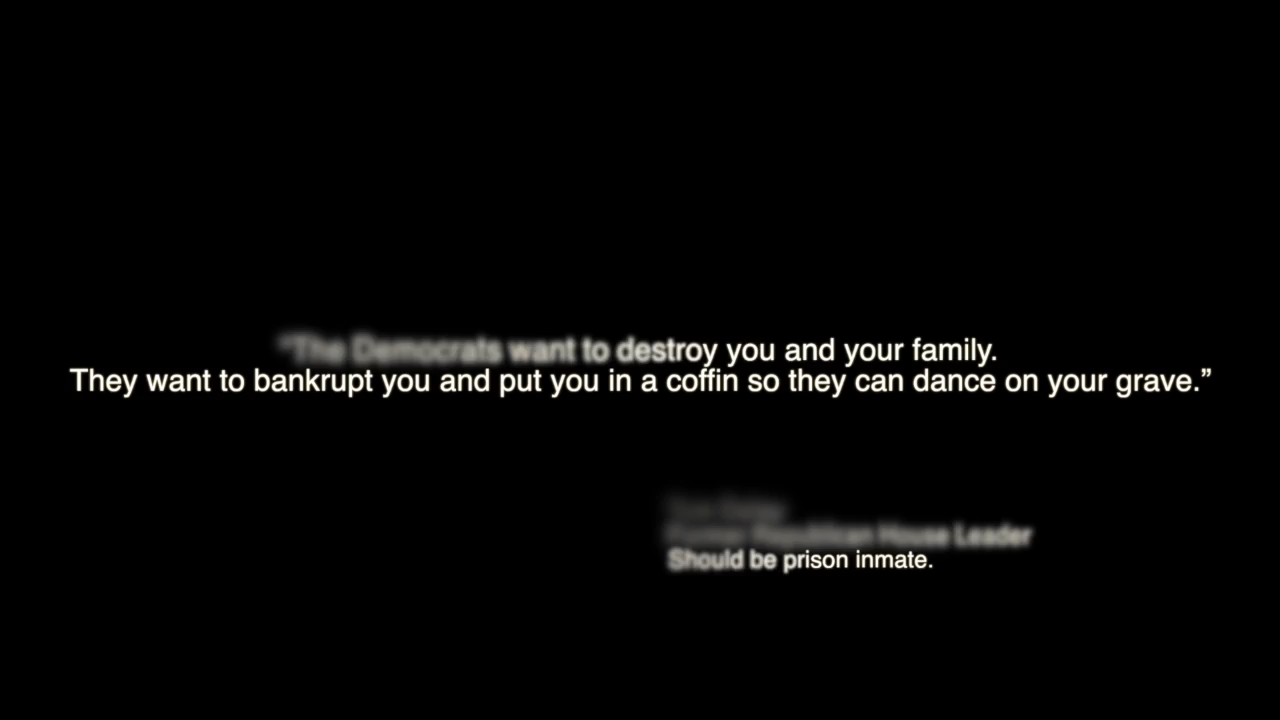 "The Democrats want to destroy you and your family.
They want to bankrupt you and put you in a coffin so they can dance on your grave.”
Former Republican House Leader
Should be prison inmate.